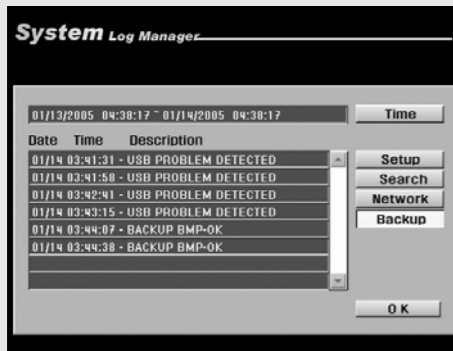 System Log Manager
01/13/2005 04:38:17 ~ 01/14/2005 04:38:17
Time
Date Time Description
01/14 03:41:31 - USB PROBLEM DETECTED
01/14 03:41:58 - USB PROBLEM DETECTED
01/14 03:42:41 - USB PROBLEM DETECTED
01/14 03:43:15 - USB PROBLEM DETECTED
01/14 03:44:07 - BACKUP BMP-OK
01/14 03:44:38 - BACKUP BMP-OK
Setup
Search
Network
Backup
OK